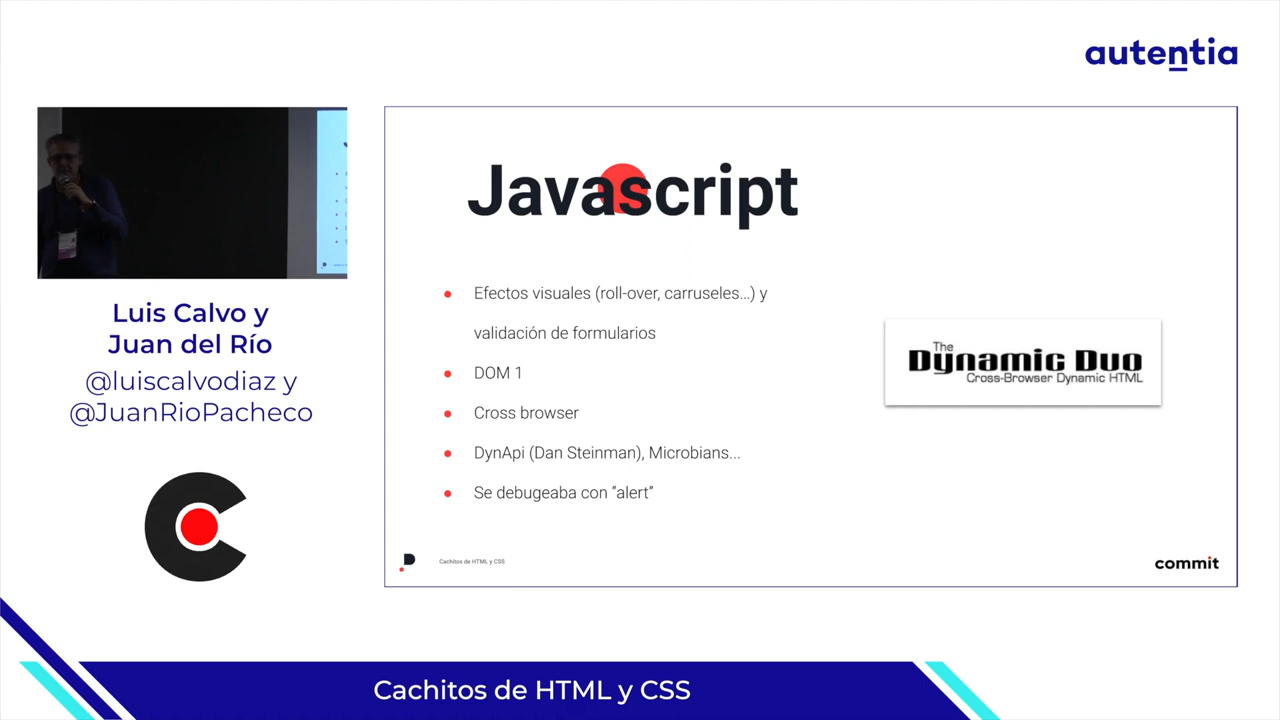 autentia
Luis Calvo y
Juan del Río
@luiscalvodiaz y
@JuanRioPacheco
Javascript
Efectos visuales (roll-over, carruseles...) y
validación de formularios
DOM 1
Cross browser
DynApi (Dan Steinman), Microbians...
Se debugeaba con “alert”
The
Dynamic Duo
Cross-Browser Dynamic HTML
Cachitos de HTML y CSS
commit
Cachitos de HTML y CSS